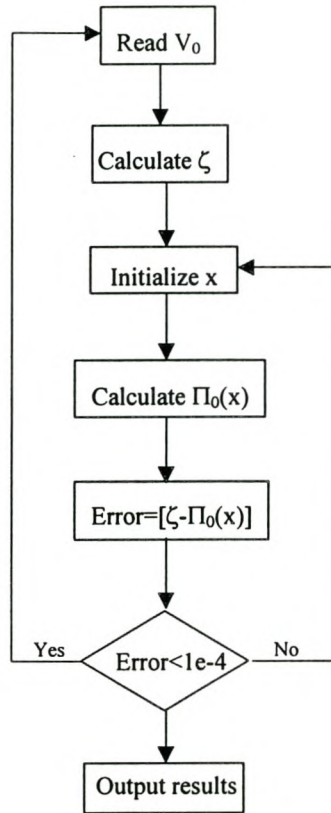 Read V₀
Calculate ζ
Initialize x
Calculate Π₀(x)
Error=[ζ-Π₀(x)]
Yes
Error<1e-4
No
Output results